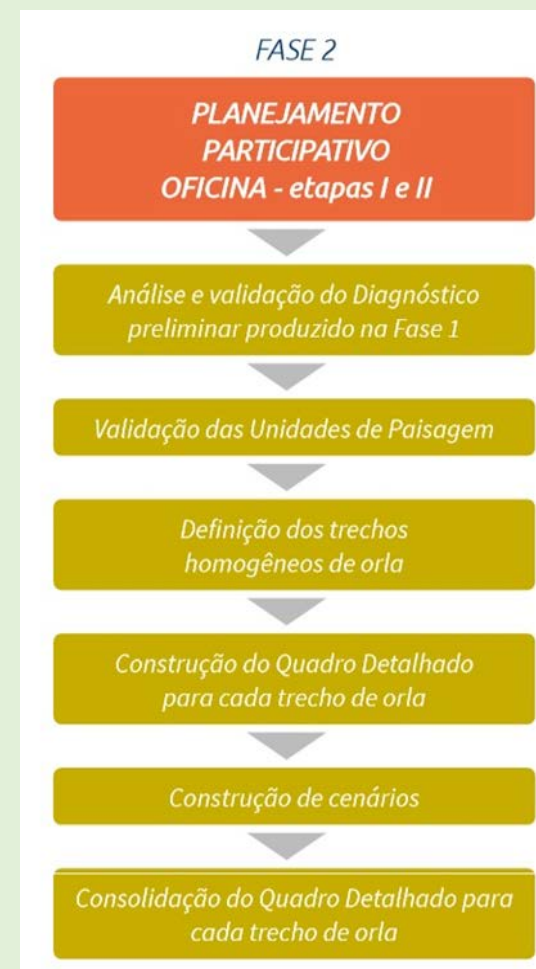 FASE 2
PLANEJAMENTO
PARTICIPATIVO
OFICINA - etapas I e II
Análise e validação do Diagnóstico
preliminar produzido na Fase 1
Validação das Unidades de Paisagem
Definição dos trechos
homogêneos de orla
Construção do Quadro Detalhado
para cada trecho de orla
Construção de cenários
Consolidação do Quadro Detalhado para
cada trecho de orla